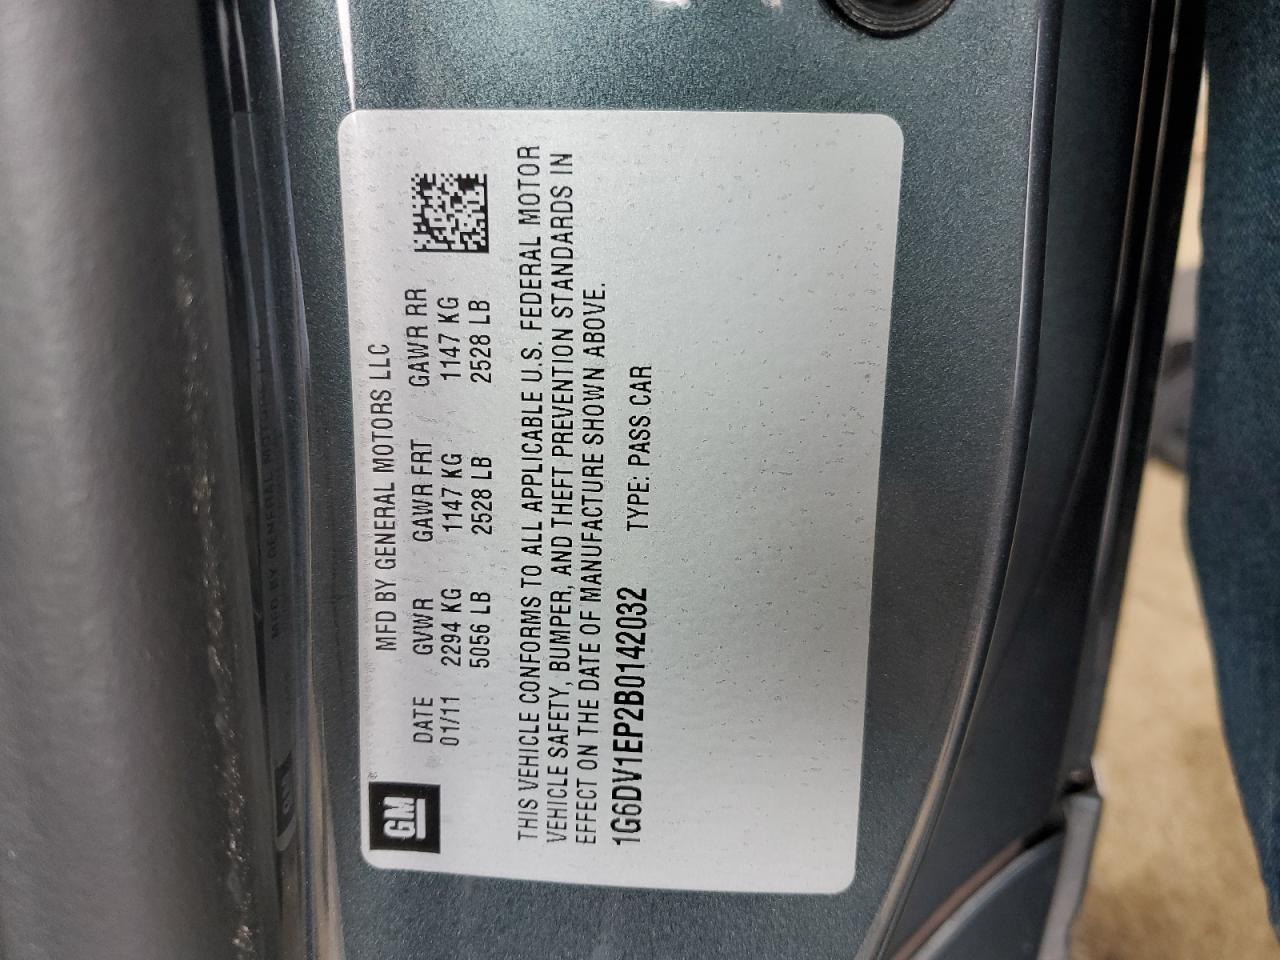 GM
MFD BY GENERAL MOTORS LLC
DATE GVWR GAWR FRT GAWR RR
01/11 2294 KG 1147 KG 1147 KG
5056 LB 2528 LB 2528 LB
THIS VEHICLE CONFORMS TO ALL APPLICABLE U.S. FEDERAL MOTOR
VEHICLE SAFETY, BUMPER, AND THEFT PREVENTION STANDARDS IN
EFFECT ON THE DATE OF MANUFACTURE SHOWN ABOVE.
1G6DV1EP2B0142032 TYPE: PASS CAR